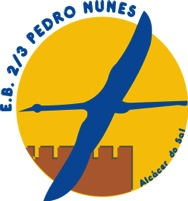 E.B. 2/3 PEDRO NUNES
Alcácer do Sal